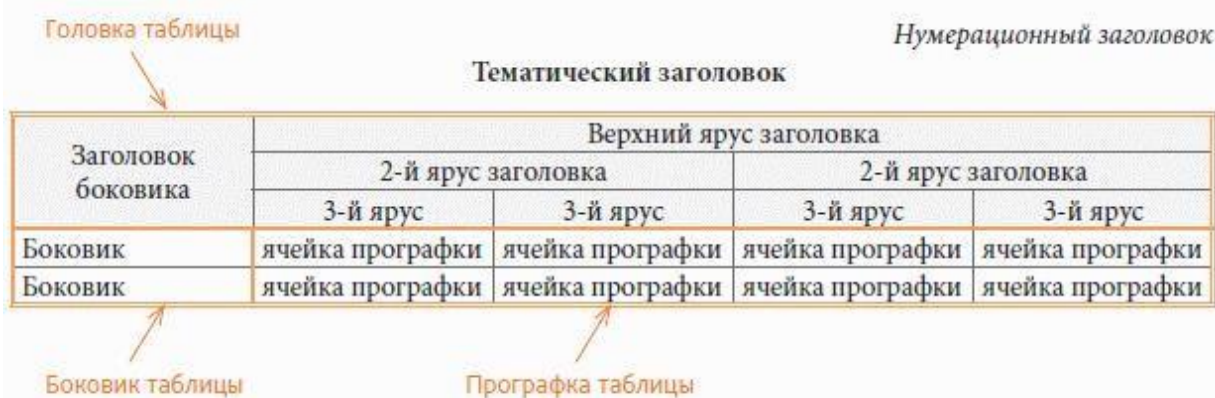 Головка таблицы
Нумерационный заголовок
Тематический заголовок
Заголовок
боковика
Верхний ярус заголовка
2-й ярус заголовка 2-й ярус заголовка
3-й ярус 3-й ярус 3-й ярус 3-й ярус
Боковик ячейка прографки ячейка прографки ячейка прографки ячейка прографки
Боковик ячейка прографки ячейка прографки ячейка прографки ячейка прографки
Боковик таблицы Прографка таблицы